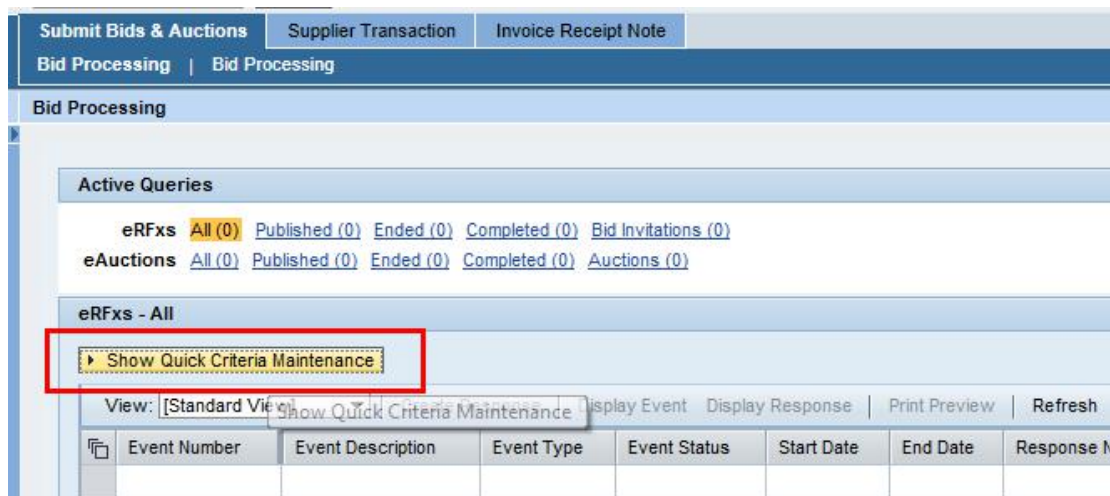 Submit Bids & Auctions Supplier Transaction Invoice Receipt Note
Bid Processing | Bid Processing
Bid Processing
Active Queries
eRFxs All (0) Published (0) Ended (0) Completed (0) Bid Invitations (0)
eAuctions All (0) Published (0) Ended (0) Completed (0) Auctions (0)
eRFxs - All
Show Quick Criteria Maintenance
View: [Standard View] Display Event Display Response | Print Preview | Refresh
Show Quick Criteria Maintenance
Event Number Event Description Event Type Event Status Start Date End Date Response